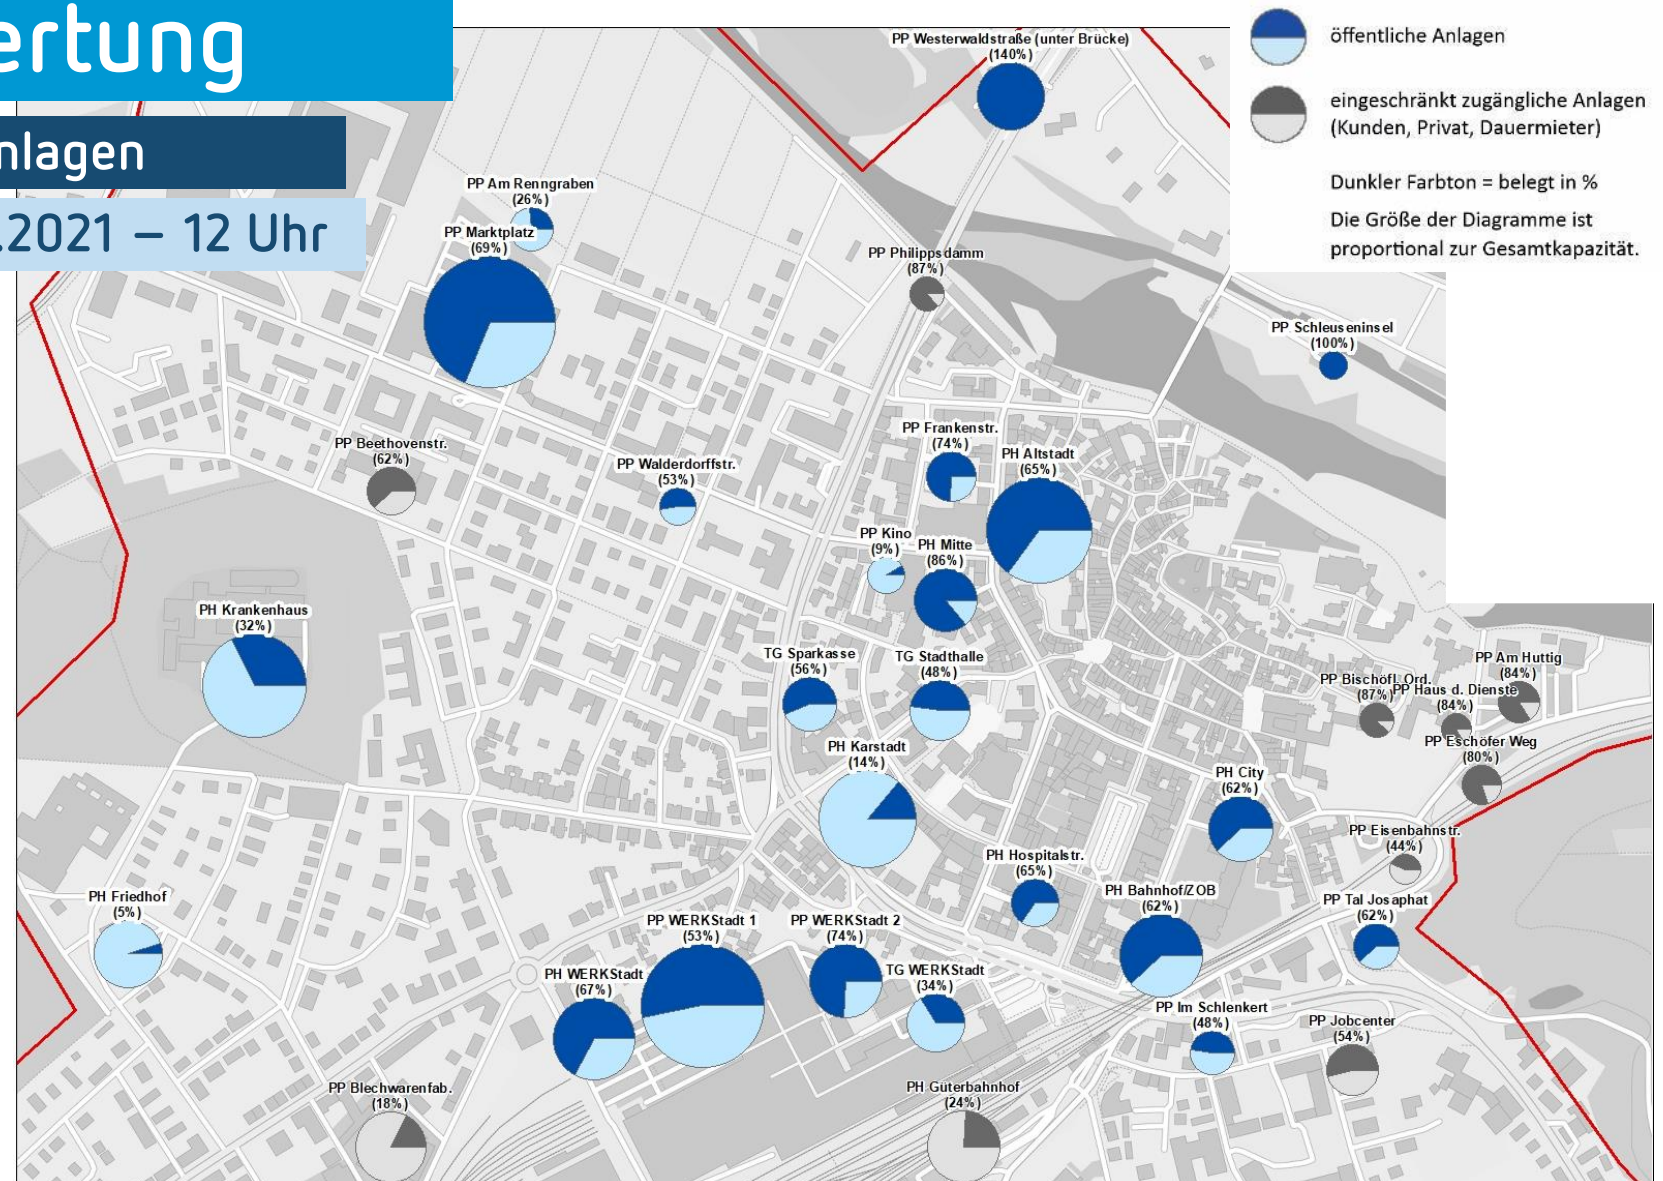 ertung
nlagen
.2021 – 12 Uhr
öffentliche Anlagen
eingeschränkt zugängliche Anlagen
(Kunden, Privat, Dauermieter)
Dunkler Farbton = belegt in %
Die Größe der Diagramme ist
proportional zur Gesamtkapazität.
PP Westerwaldstraße (unter Brücke)
(140%)
PP Am Renngraben
(26%)
PP Marktplatz
(69%)
PP Philippsdamm
(87%)
PP Schleuseninsel
(100%)
PP Beethovenstr.
(62%)
PP Walderdorffstr.
(53%)
PP Frankenstr.
(74%)
PH Altstadt
(65%)
PP Kino
(9%)
PH Mitte
(86%)
PH Krankenhaus
(32%)
TG Sparkasse
(56%)
TG Stadthalle
(48%)
PP Am Huttig
(84%)
PP Bischöfl. Ord.
(87%)
PP Haus d. Dienste
(84%)
PP Eschöfer Weg
(80%)
PH Karstadt
(14%)
PH City
(62%)
PP Eisenbahnstr.
(44%)
PH Hospitalstr.
(65%)
PH Bahnhof/ZOB
(62%)
PP Tal Josaphat
(62%)
PH Friedhof
(5%)
PP WERKStadt 1
(53%)
PP WERKStadt 2
(74%)
PH WERKStadt
(67%)
TG WERKStadt
(34%)
PP Im Schlenkert
(48%)
PP Jobcenter
(54%)
PP Blechwarenfab.
(18%)
PH Güterbahnhof
(24%)